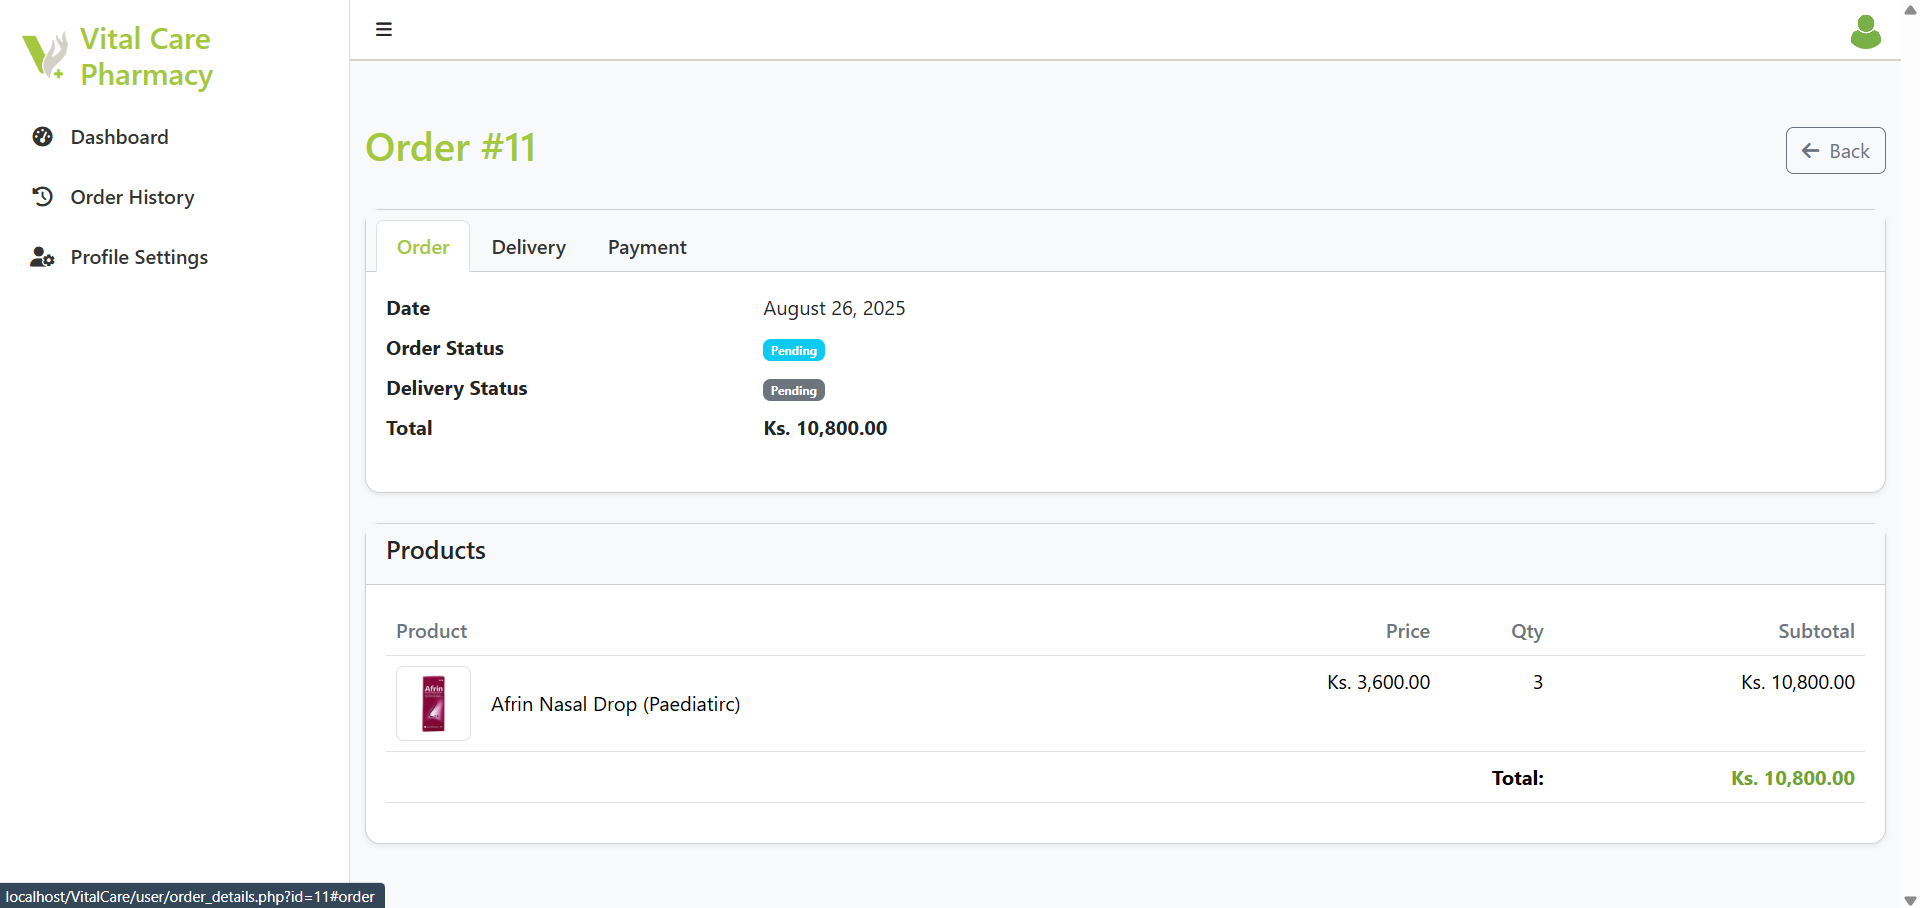 Vital Care
Pharmacy
Dashboard
Order History
Profile Settings
Order #11
Back
Order Delivery Payment
Date August 26, 2025
Order Status Pending
Delivery Status Pending
Total Ks. 10,800.00
Products
Product Price Qty Subtotal
Afrin
Afrin Nasal Drop (Paediatirc) Ks. 3,600.00 3 Ks. 10,800.00
Total: Ks. 10,800.00
localhost/VitalCare/user/order_details.php?id=11#order